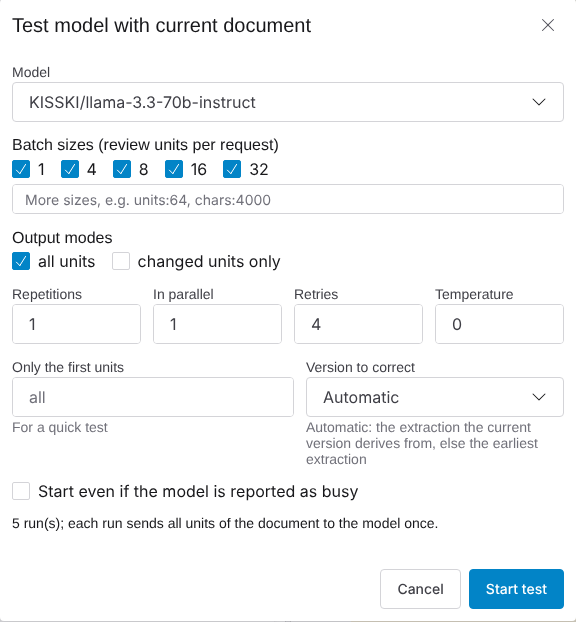 Test model with current document
Model
KISSKI/llama-3.3-70b-instruct
Batch sizes (review units per request)
1 4 8 16 32
More sizes, e.g. units:64, chars:4000
Output modes
all units changed units only
Repetitions In parallel Retries Temperature
1 1 4 0
Only the first units Version to correct
all Automatic
For a quick test Automatic: the extraction the current
version derives from, else the earliest
extraction
Start even if the model is reported as busy
5 run(s); each run sends all units of the document to the model once.
Cancel Start test